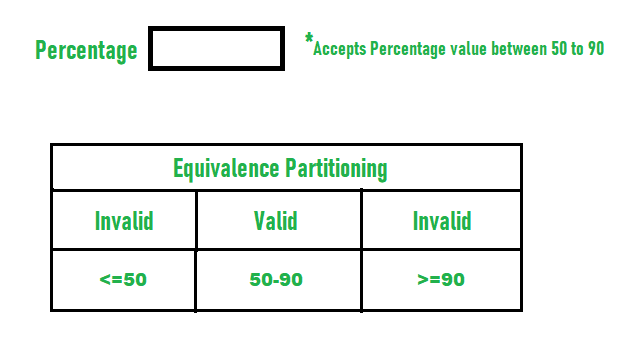 Percentage *Accepts Percentage value between 50 to 90
Equivalence Partitioning
Invalid Valid Invalid
<=50 50-90 >=90